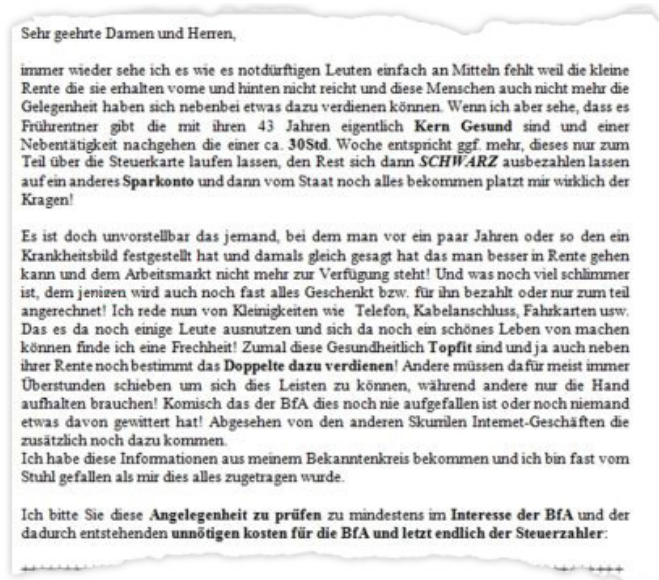 Sehr geehrte Damen und Herren,
immer wieder sehe ich es wie es notdürftigen Leuten einfach an Mitteln fehlt weil die kleine
Rente die sie erhalten vorne und hinten nicht reicht und diese Menschen auch nicht mehr die
Gelegenheit haben sich nebenbei etwas dazu verdienen können. Wenn ich aber sehe, dass es
Frührentner gibt die mit ihren 43 Jahren eigentlich Kern Gesund sind und einer
Nebentätigkeit nachgehen die einer ca. 30Std. Woche entspricht ggf. mehr, dieses nur zum
Teil über die Steuerkarte laufen lassen, den Rest sich dann SCHWARZ ausbezahlen lassen
auf ein anderes Sparkonto und dann vom Staat noch alles bekommen platzt mir wirklich der
Kragen!
Es ist doch unvorstellbar das jemand, bei dem man vor ein paar Jahren oder so den ein
Krankheitsbild festgestellt hat und damals gleich gesagt hat das man besser in Rente gehen
kann und dem Arbeitsmarkt nicht mehr zur Verfügung steht! Und was noch viel schlimmer
ist, dem jenigen wird auch noch fast alles Geschenkt bzw. für ihn bezahlt oder nur zum teil
angerechnet! Ich rede nun von Kleinigkeiten wie Telefon, Kabelanschluss, Fahrkarten usw.
Das es da noch einige Leute ausnutzen und sich da noch ein schönes Leben von machen
können finde ich eine Frechheit! Zumal diese Gesundheitlich Topfit sind und ja auch neben
ihrer Rente noch bestimmt das Doppelte dazu verdienen! Andere müssen dafür meist immer
Überstunden schieben um sich dies Leisten zu können, während andere nur die Hand
aufhalten brauchen! Komisch das der BfA dies noch nie aufgefallen ist oder noch niemand
etwas davon gewittert hat! Abgesehen von den anderen Skurrilen Internet-Geschäften die
zusätzlich noch dazu kommen.
Ich habe diese Informationen aus meinem Bekanntenkreis bekommen und ich bin fast vom
Stuhl gefallen als mir dies alles zugetragen wurde.
Ich bitte Sie diese Angelegenheit zu prüfen zu mindestens im Interesse der BfA und der
dadurch entstehenden unnötigen kosten für die BfA und letzt endlich der Steuerzahler: